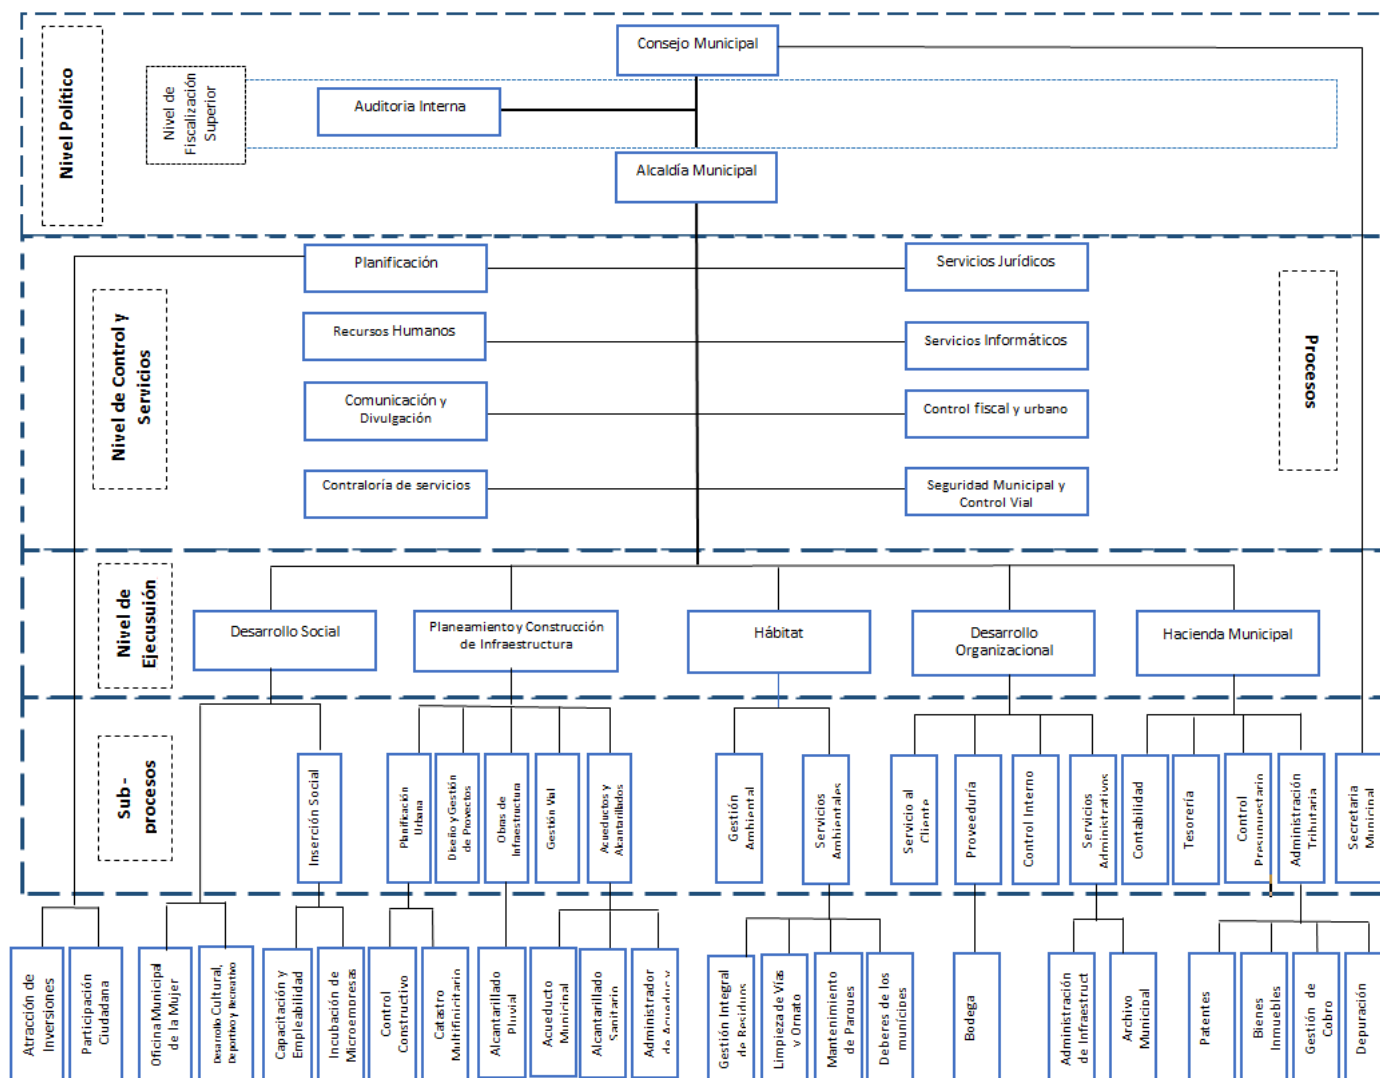 Consejo Municipal
Nivel Político
Nivel de
Fiscalización
Superior
Auditoria Interna
Alcaldía Municipal
Nivel de Control y
Servicios
Planificación
Servicios Jurídicos
Procesos
Recursos Humanos
Servicios Informáticos
Comunicación y
Divulgación
Control fiscal y urbano
Contraloría de servicios
Seguridad Municipal y
Control Vial
Nivel de
Ejecusuión
Desarrollo Social
Planeamiento y Construcción
de Infraestructura
Hábitat
Desarrollo
Organizacional
Hacienda Municipal
Sub-
procesos
Inserción Social
Planificación
Urbana
Diseño y Gestión
de Proyectos
Obras de
Infraestructura
Gestión Vial
Acueductos y
Alcantarillados
Gestión
Ambiental
Servicios
Ambientales
Servicio al
Cliente
Proveeduría
Control Interno
Servicios
Administrativos
Contabilidad
Tesorería
Control
Presupuestario
Administración
Tributaria
Secretaria
Municipal
Atracción de
Inversiones
Participación
Ciudadana
Oficina Municipal
de la Mujer
Desarrollo Cultural,
Deportivo y Recreativo
Capacitación y
Empleabilidad
Incubación de
Microempresas
Control
Constructivo
Catastro
Multifinicitario
Alcantarillado
Pluvial
Acueducto
Municipal
Alcantarillado
Sanitario
Administrador
de Acueduc y
Gestión Integral
de Residuos
Limpieza de Vías
y Ornato
Mantenimiento
de Parques
Deberes de los
munícipes
Bodega
Administración
de Infraestruct
Archivo
Municipal
Patentes
Bienes
Inmuebles
Gestión de
Cobro
Depuración